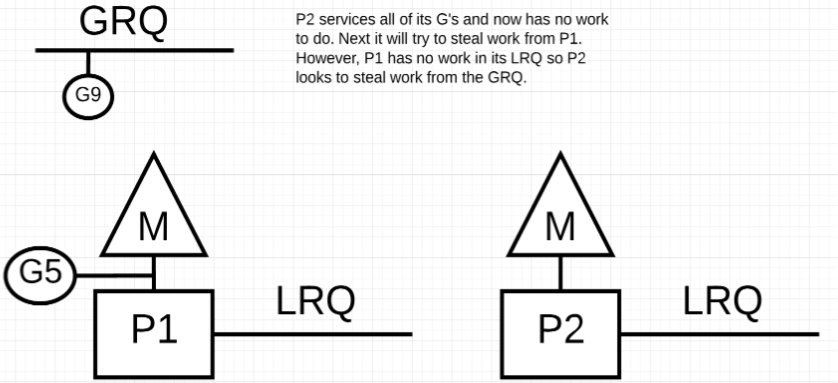 GRQ
P2 services all of its G's and now has no work
to do. Next it will try to steal work from P1.
However, P1 has no work in its LRQ so P2
looks to steal work from the GRQ.
G9
M
M
G5
LRQ
LRQ
P1
P2